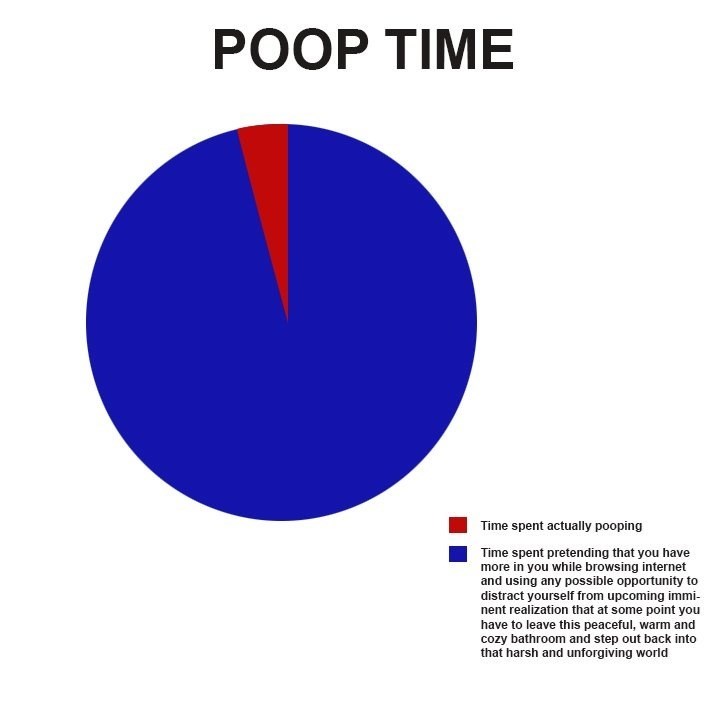 POOP TIME
Time spent actually pooping
Time spent pretending that you have
more in you while browsing internet
and using any possible opportunity to
distract yourself from upcoming immi-
nent realization that at some point you
have to leave this peaceful, warm and
cozy bathroom and step out back into
that harsh and unforgiving world